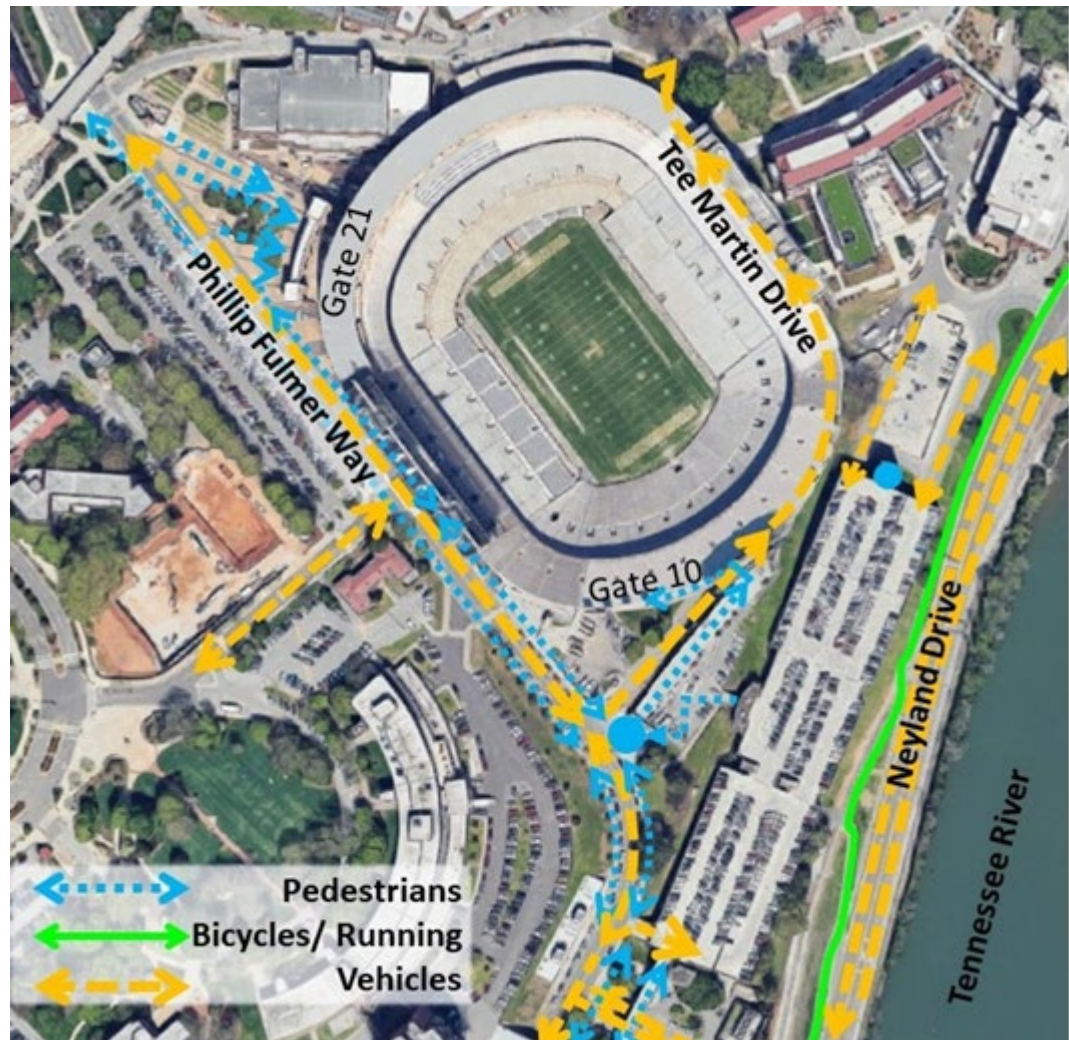 Tee Martin Drive
Gate 21
Phillip Fulmer Way
Gate 10
Neyland Drive
Tennessee River
Pedestrians
Bicycles/ Running
Vehicles